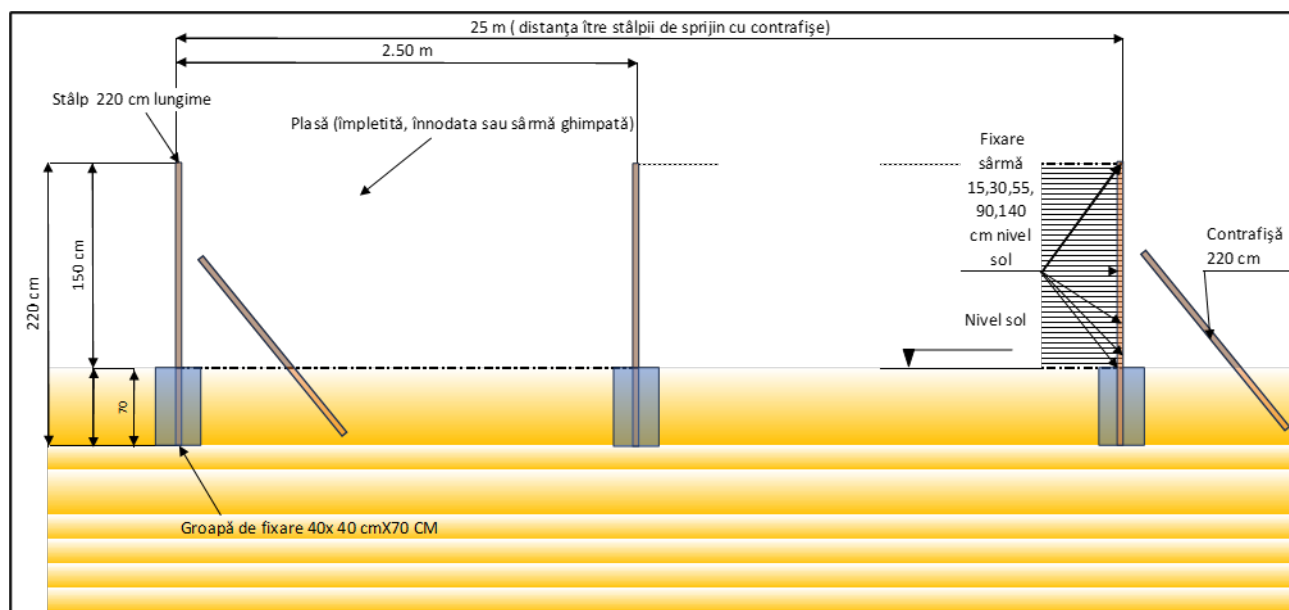 25 m ( distanțaître stâlpii de sprijin cu contrafișe)
2.50 m
Stâlp 220 cm lungime
Plasă (împletită, înnodata sau sârmă ghimpată)
Fixare
sârmă
15,30,55,
90,140
cm nivel
sol
Contrafișă
220 cm
150 cm
220 cm
Nivel sol
70
Groapă de fixare 40x 40 cmX70 CM